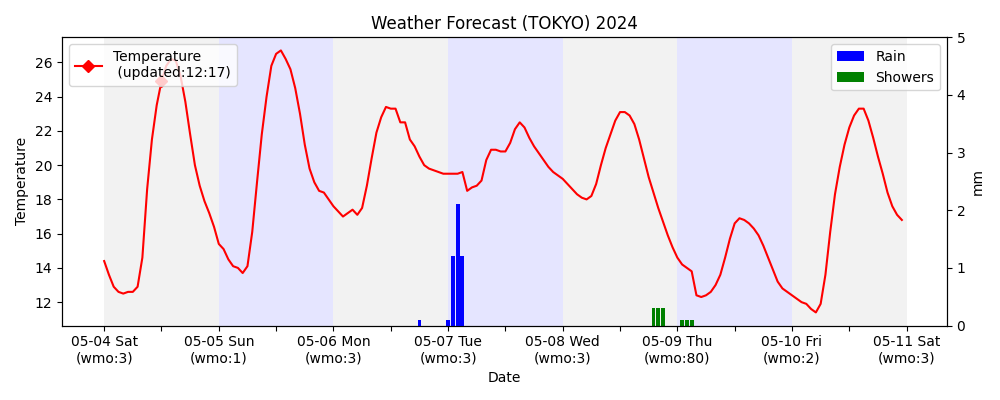 Weather Forecast (TOKYO) 2024
Temperature
(updated:12:17)
Rain
Showers
26
24
22
20
18
16
14
12
Temperature
5
4
3
2
1
0
mm
05-04 Sat 05-05 Sun 05-06 Mon 05-07 Tue 05-08 Wed 05-09 Thu 05-10 Fri 05-11 Sat
(wmo:3) (wmo:1) (wmo:3) (wmo:3) (wmo:3) (wmo:80) (wmo:2) (wmo:3)
Date